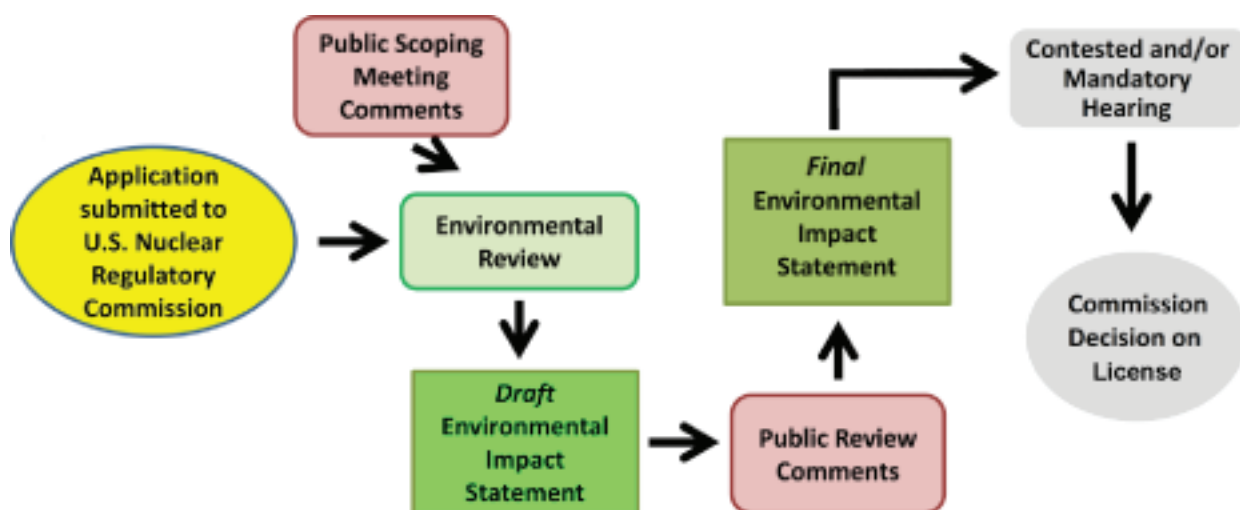 Public Scoping
Meeting
Comments
Application
submitted to
U.S. Nuclear
Regulatory
Commission
Environmental
Review
Draft
Environmental
Impact
Statement
Public Review
Comments
Final
Environmental
Impact
Statement
Contested and/or
Mandatory
Hearing
Commission
Decision on
License